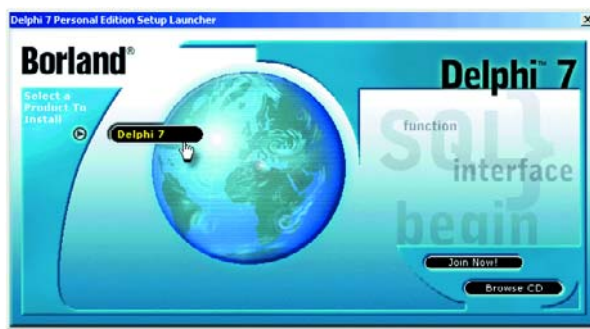 Delphi 7 Personal Edition Setup Launcher
Borland®
Delphi™ 7
Select a
Product To
Install
Delphi 7
function
SQL}
interface
begin
Join Now!
Browse CD